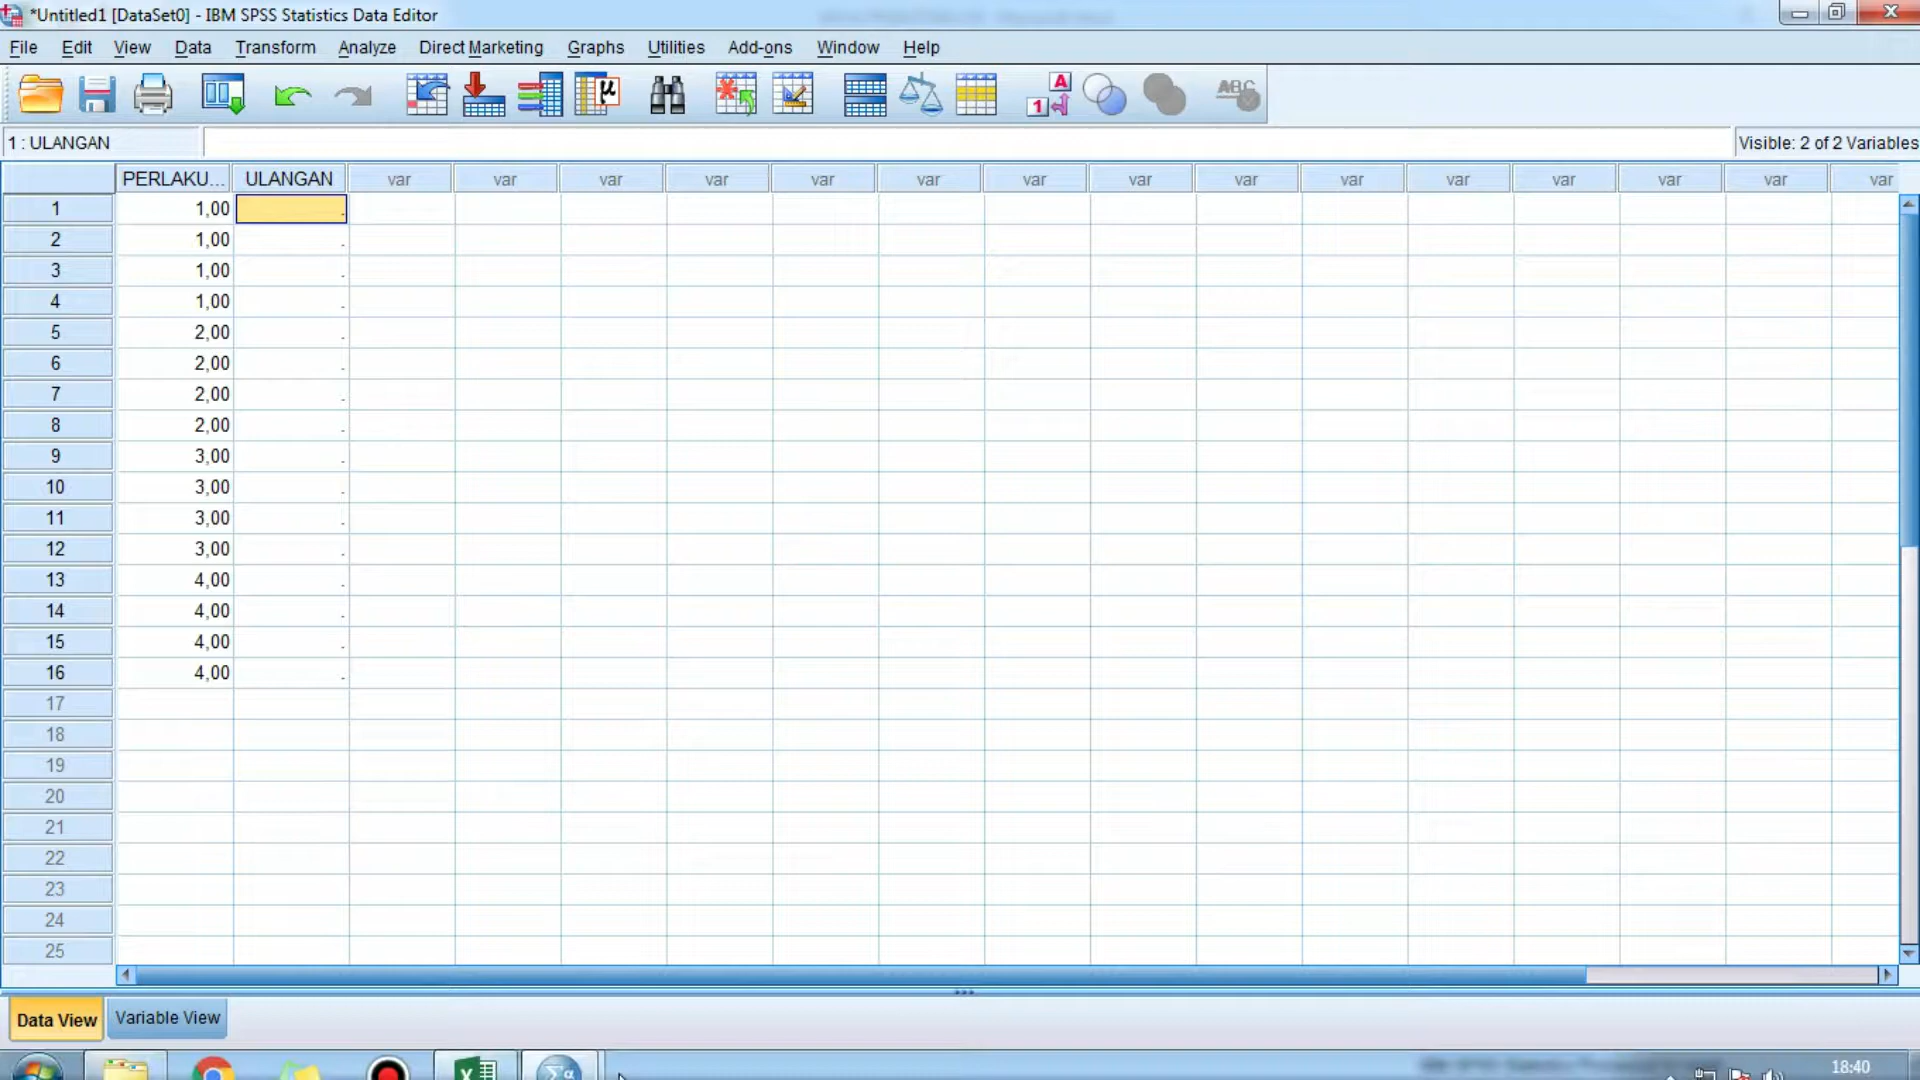 *Untitled1 [DataSet0] - IBM SPSS Statistics Data Editor
File Edit View Data Transform Analyze Direct Marketing Graphs Utilities Add-ons Window Help
1 : ULANGAN Visible: 2 of 2 Variables
PERLAKU... ULANGAN var var var var var var var var var var var var var var var
1 1,00 .
2 1,00 .
3 1,00 .
4 1,00 .
5 2,00 .
6 2,00 .
7 2,00 .
8 2,00 .
9 3,00 .
10 3,00 .
11 3,00 .
12 3,00 .
13 4,00 .
14 4,00 .
15 4,00 .
16 4,00 .
17
18
19
20
21
22
23
24
25
Data View Variable View
18:40